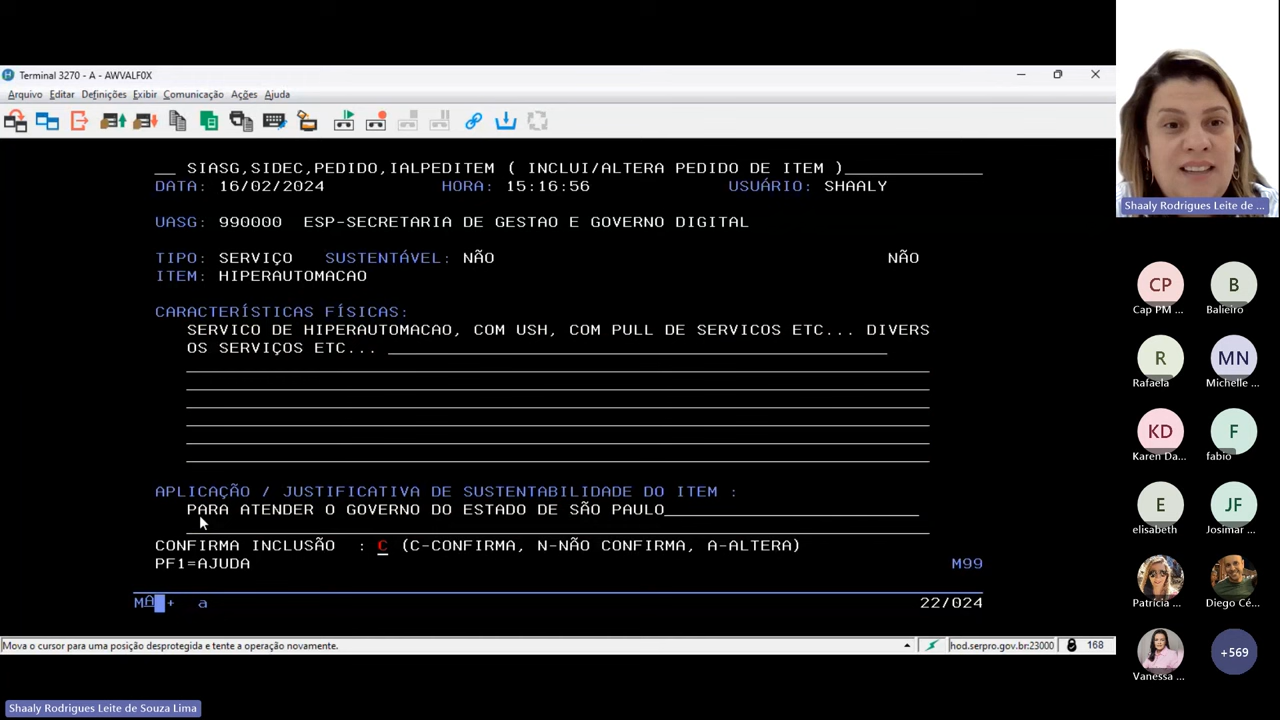 Terminal 3270 - A - AWVALF0X
Arquivo Editar Definições Exibir Comunicação Ações Ajuda
__ SIASG,SIDEC,PEDIDO,IALPEDITEM ( INCLUI/ALTERA PEDIDO DE ITEM )
DATA: 16/02/2024 HORA: 15:16:56 USUÁRIO: SHAALY
UASG: 990000 ESP-SECRETARIA DE GESTAO E GOVERNO DIGITAL
TIPO: SERVIÇO SUSTENTÁVEL: NÃO NÃO
ITEM: HIPERAUTOMACAO
CARACTERÍSTICAS FÍSICAS:
SERVICO DE HIPERAUTOMACAO, COM USH, COM PULL DE SERVICOS ETC... DIVERS
OS SERVIÇOS ETC...
APLICAÇÃO / JUSTIFICATIVA DE SUSTENTABILIDADE DO ITEM :
PARA ATENDER O GOVERNO DO ESTADO DE SÃO PAULO
CONFIRMA INCLUSÃO : C (C-CONFIRMA, N-NÃO CONFIRMA, A-ALTERA)
PF1=AJUDA M99
MA + a 22/024
Mova o cursor para uma posição desprotegida e tente a operação novamente. hod.serpro.gov.br:23000 168
Shaaly Rodrigues Leite de Souza Lima
Shaaly Rodrigues Leite de ...
CP B
Cap PM ... Balieiro
R MN
Rafaela Michelle ...
KD F
Karen Da... fabio
E JF
elisabeth Josimar ...
Patrícia ... Diego Cé...
+569
Vanessa ...